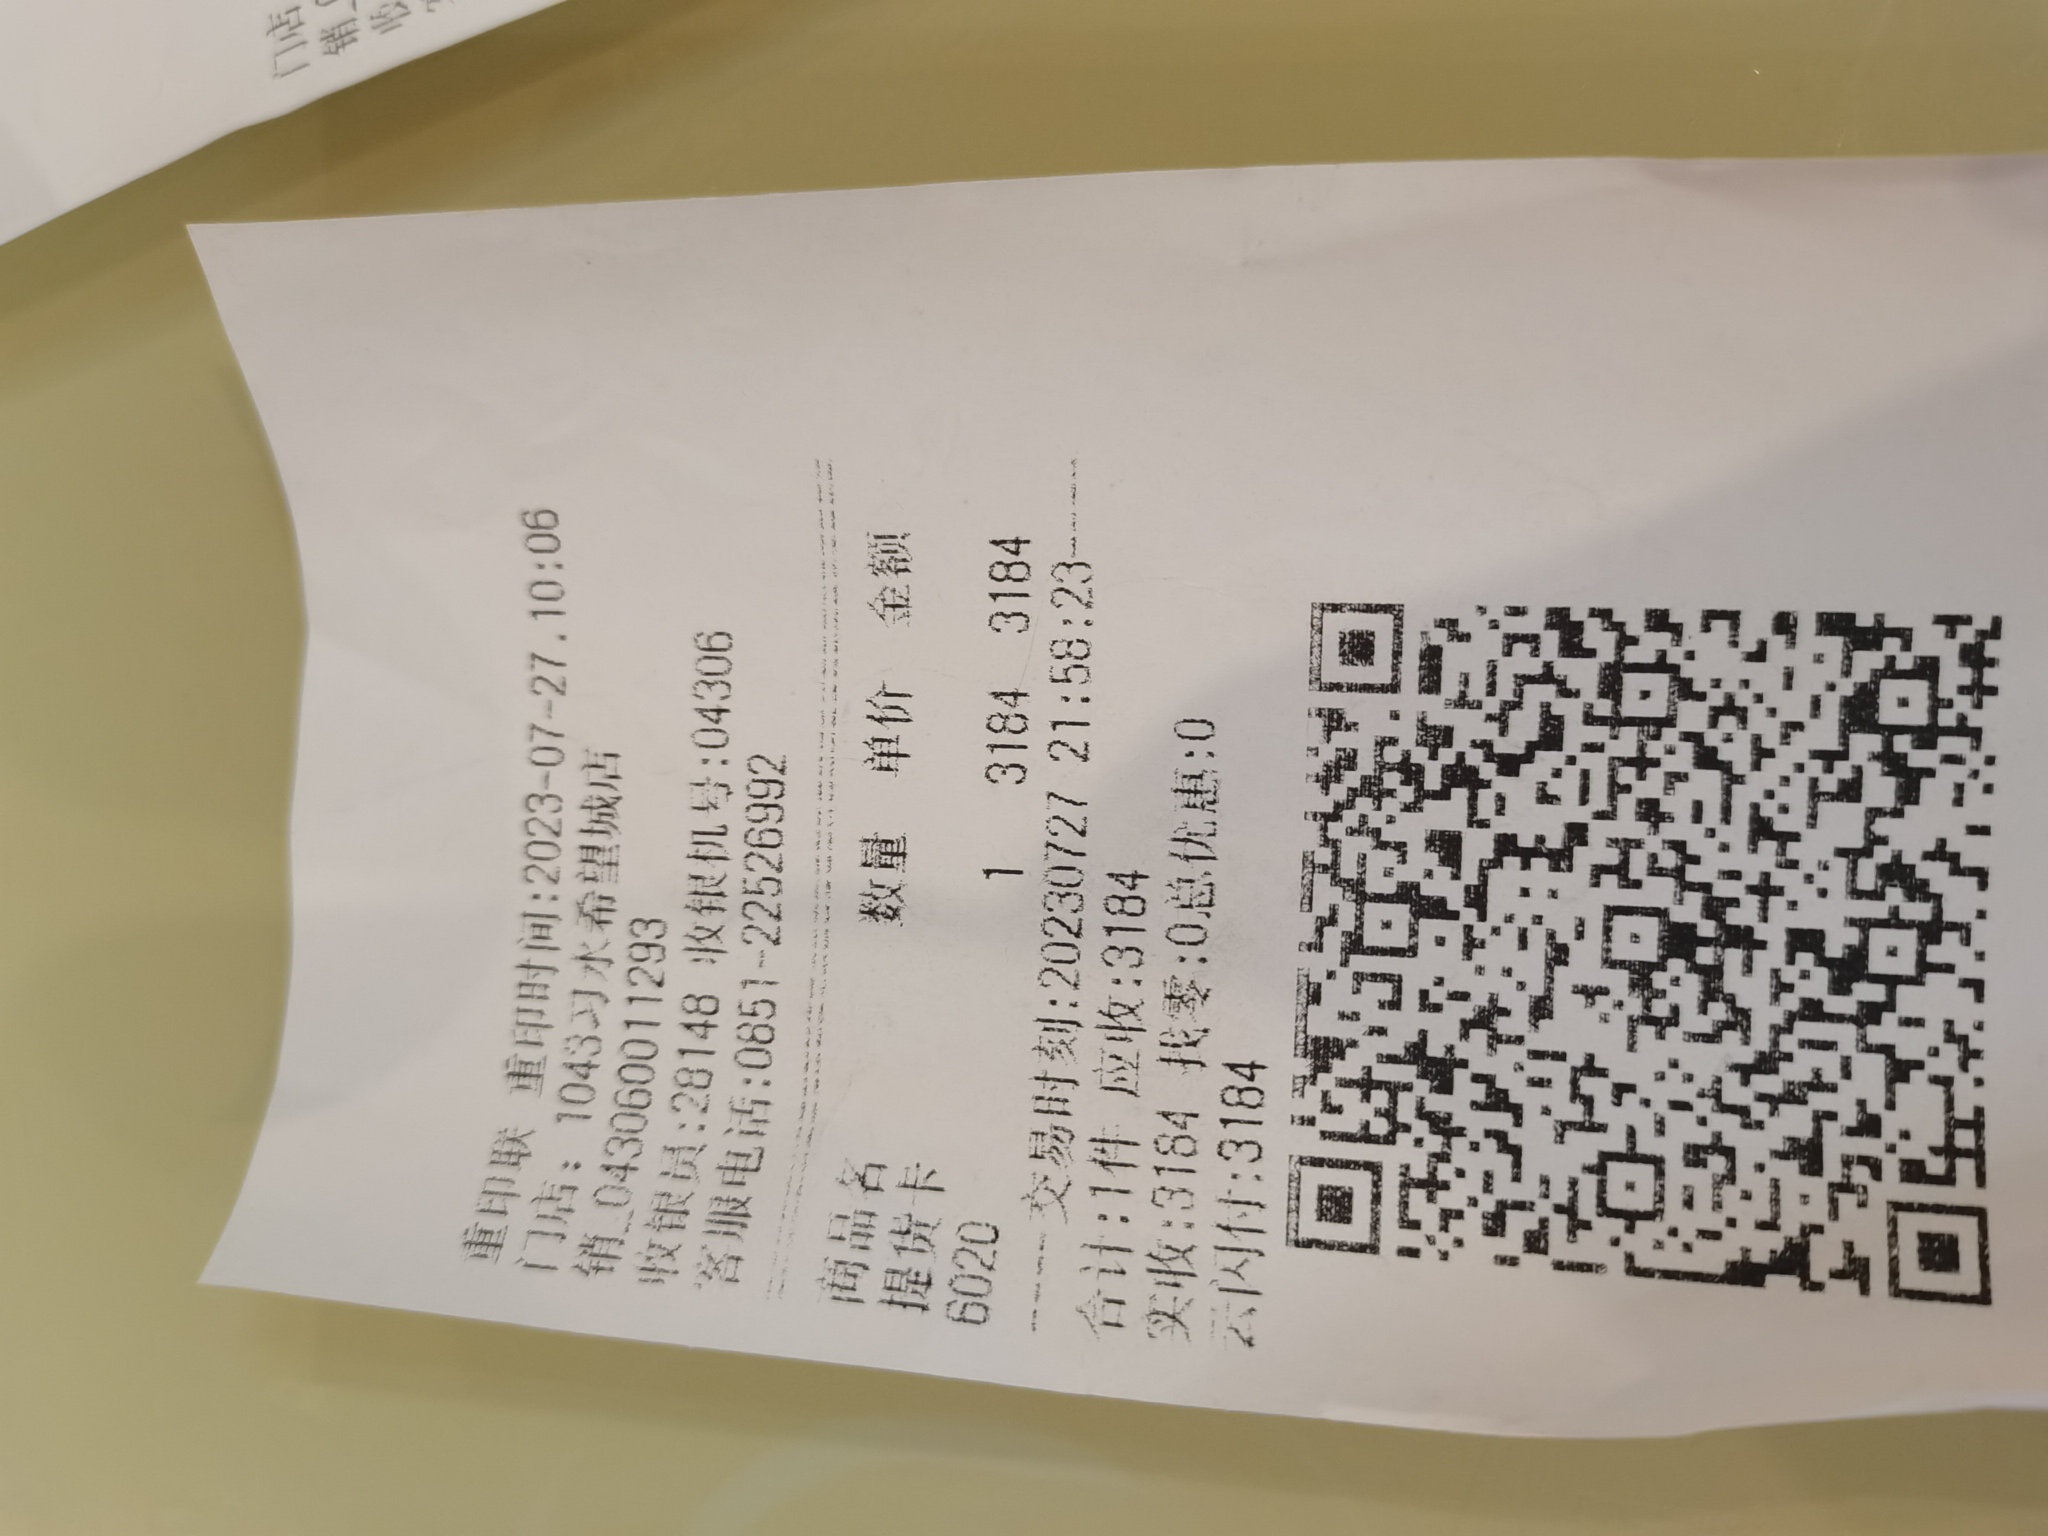 重印联 重印时间:2023-07-27.10:06
门店: 1043习水希望城店
销_043060011293
收银员:28148 收银机号:04306
客服电话:0851-22526992
商品名 数量 单价 金额
提货卡
6020 1 3184 3184
交易时刻:20230727 21:58:23
合计:1件 应收:3184
实收:3184 找零:0总优惠:0
云闪付:3184
门店
销_
收